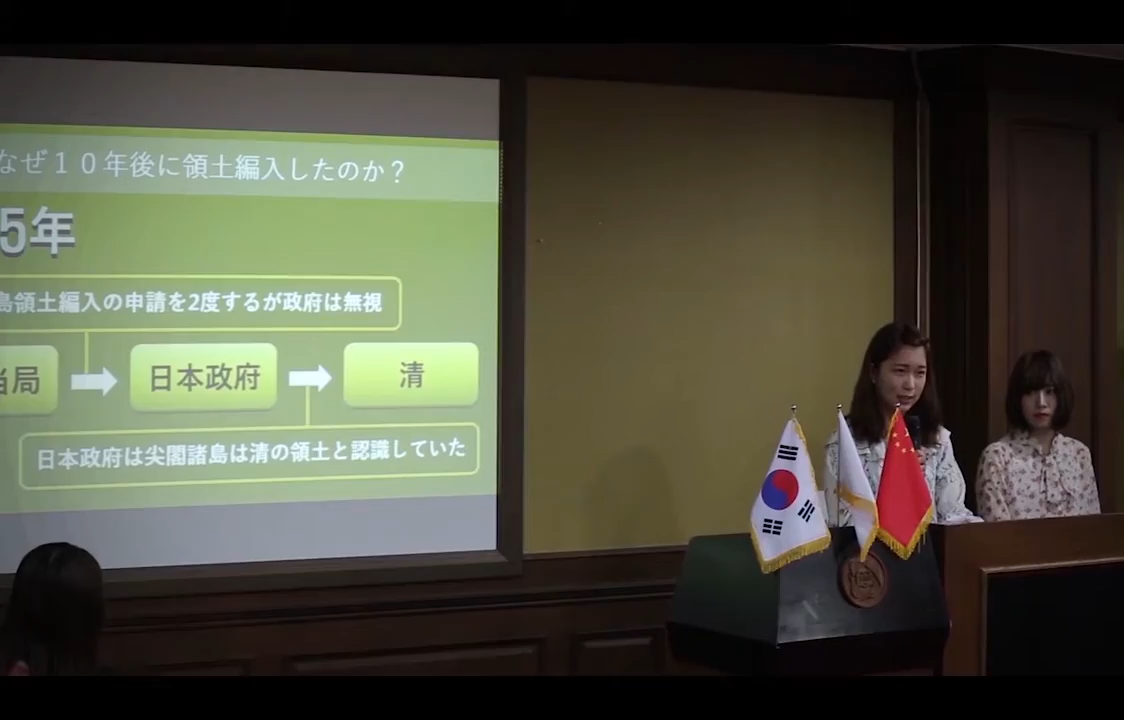 なぜ１０年後に領土編入したのか？
5年
島領土編入の申請を2度するが政府は無視
当局
日本政府
清
日本政府は尖閣諸島は清の領土と認識していた